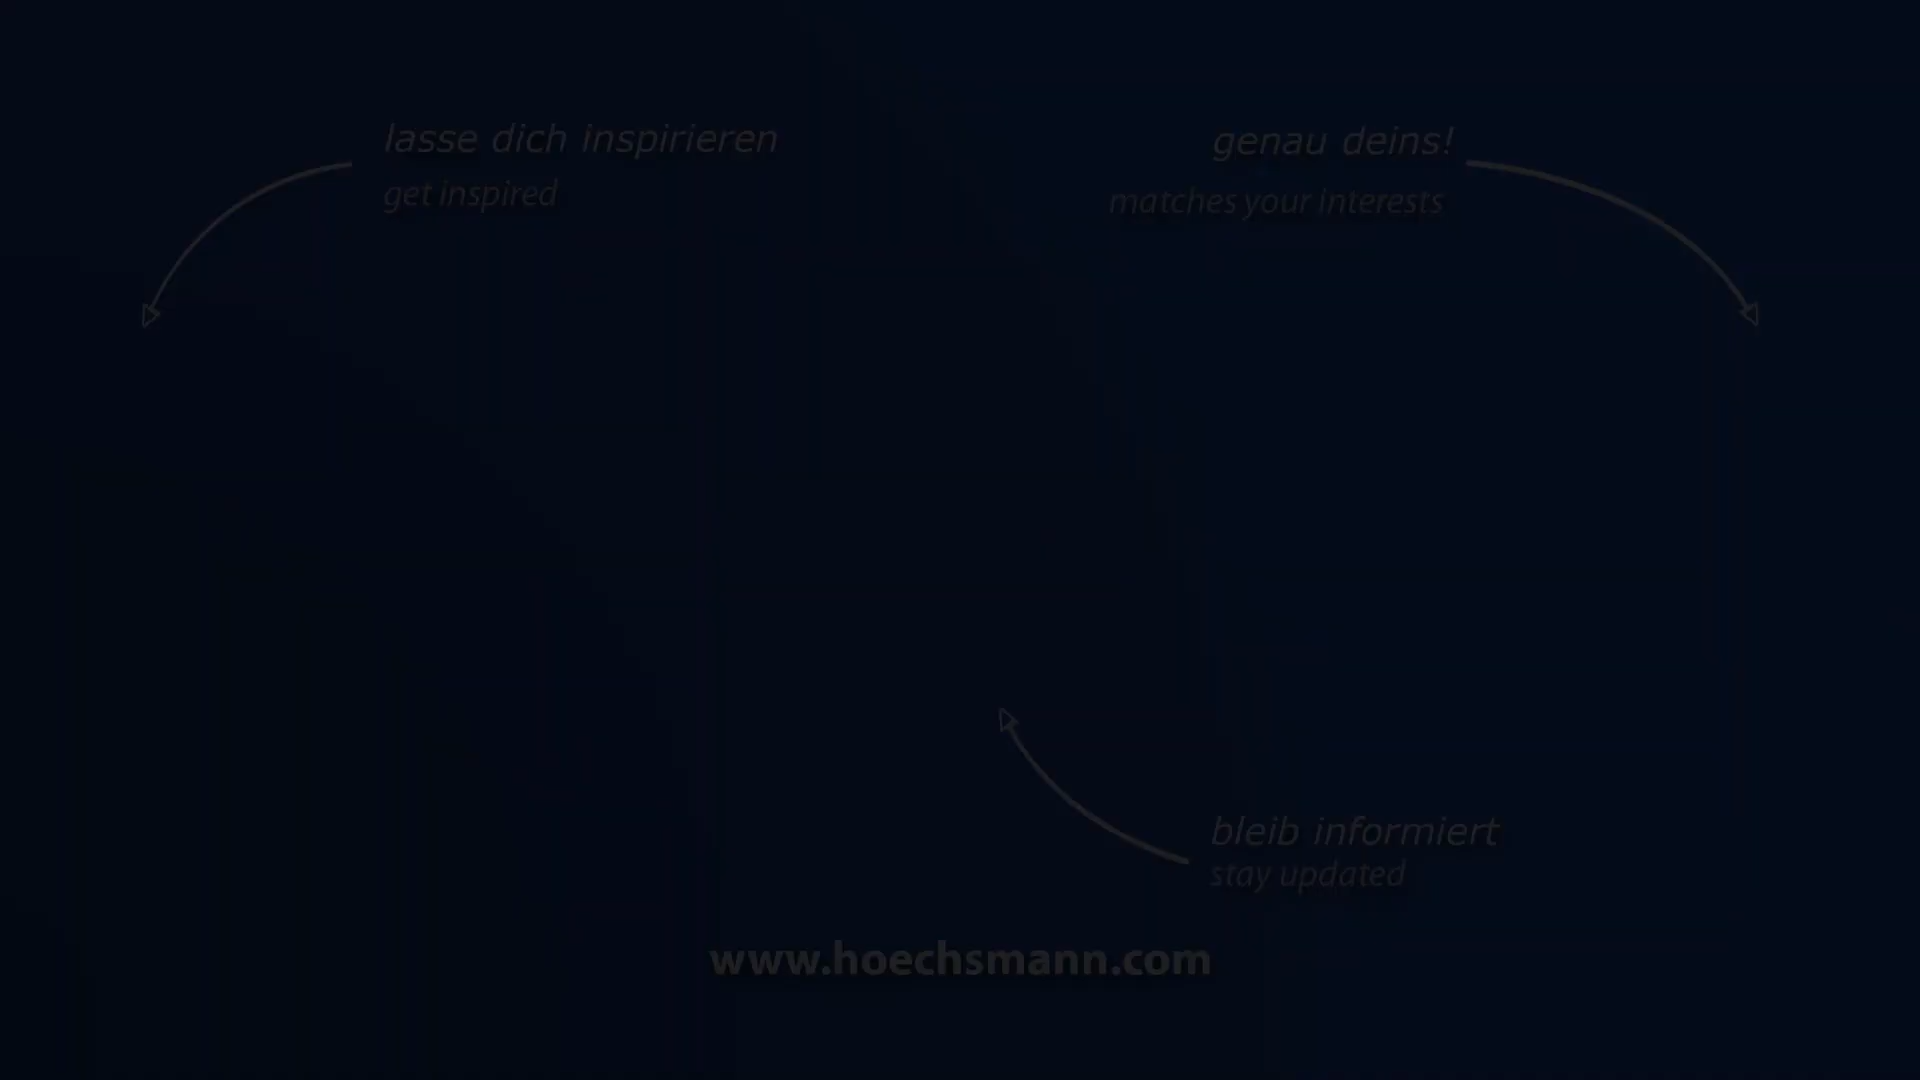 lasse dich inspirieren
get inspired
genau deins!
matches your interests
bleib informiert
stay updated
www.hoechsmann.com